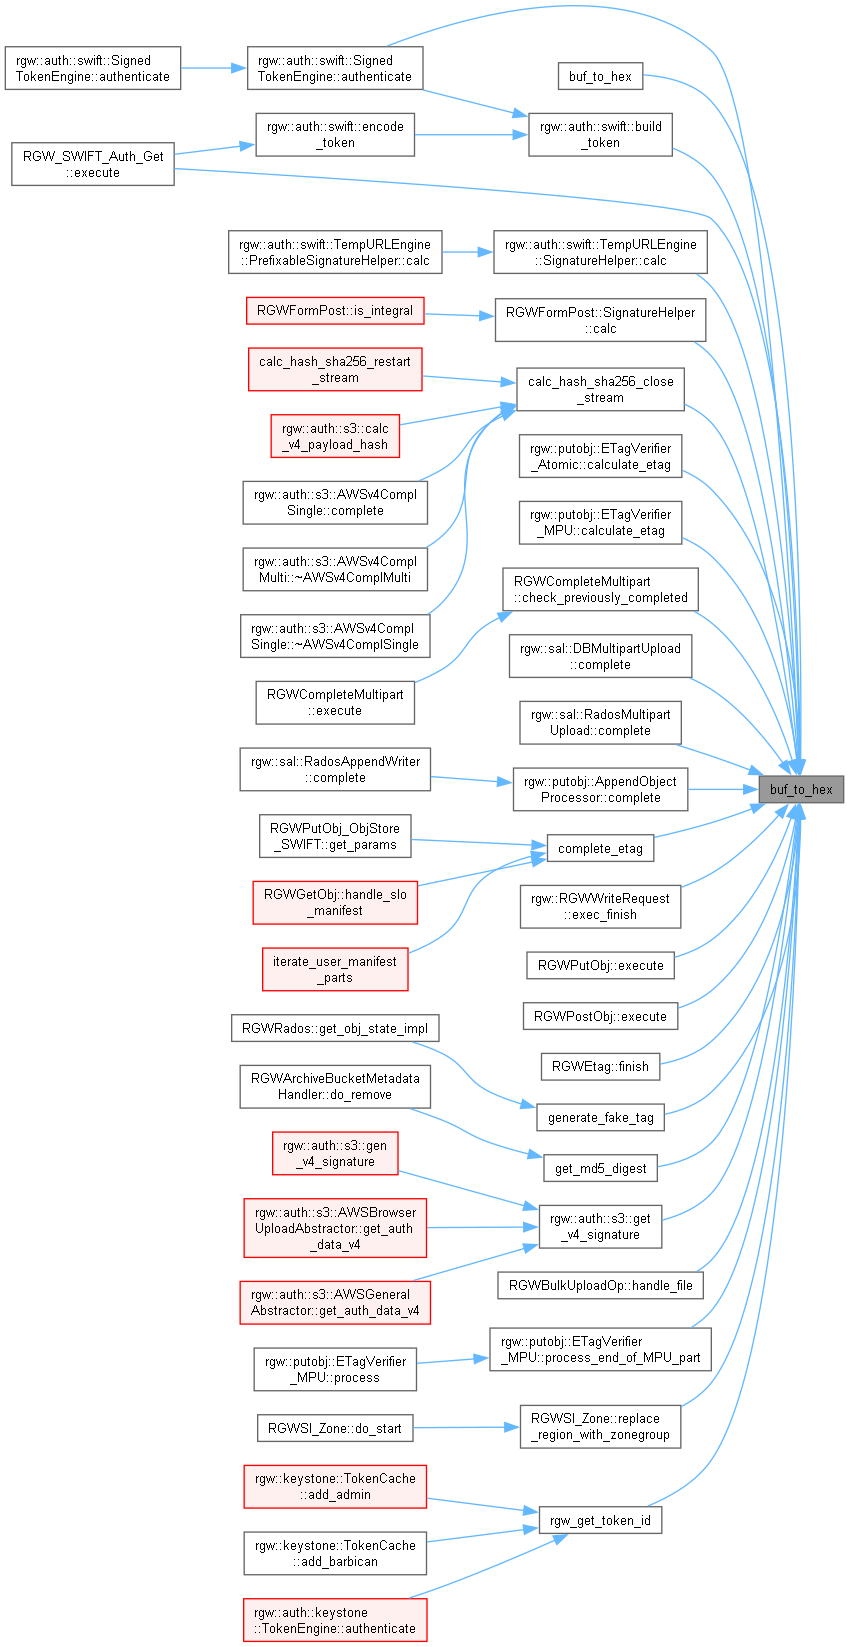 rgw::auth::swift::Signed
TokenEngine::authenticate
rgw::auth::swift::Signed
TokenEngine::authenticate
buf_to_hex
rgw::auth::swift::encode
_token
rgw::auth::swift::build
_token
RGW_SWIFT_Auth_Get
::execute
rgw::auth::swift::TempURLEngine
::PrefixableSignatureHelper::calc
rgw::auth::swift::TempURLEngine
::SignatureHelper::calc
RGWFormPost::is_integral
RGWFormPost::SignatureHelper
::calc
calc_hash_sha256_restart
_stream
calc_hash_sha256_close
_stream
rgw::auth::s3::calc
_v4_payload_hash
rgw::putobj::ETagVerifier
_Atomic::calculate_etag
rgw::auth::s3::AWSv4Compl
Single::complete
rgw::putobj::ETagVerifier
_MPU::calculate_etag
rgw::auth::s3::AWSv4Compl
Multi::~AWSv4ComplMulti
RGWCompleteMultipart
::check_previously_completed
rgw::auth::s3::AWSv4Compl
Single::~AWSv4ComplSingle
rgw::sal::DBMultipartUpload
::complete
RGWCompleteMultipart
::execute
rgw::sal::RadosMultipart
Upload::complete
rgw::sal::RadosAppendWriter
::complete
rgw::putobj::AppendObject
Processor::complete
buf_to_hex
RGWPutObj_ObjStore
_SWIFT::get_params
complete_etag
RGWGetObj::handle_slo
_manifest
rgw::RGWWriteRequest
::exec_finish
iterate_user_manifest
_parts
RGWPutObj::execute
RGWPostObj::execute
RGWRados::get_obj_state_impl
RGWEtag::finish
RGWArchiveBucketMetadata
Handler::do_remove
generate_fake_tag
rgw::auth::s3::gen
_v4_signature
get_md5_digest
rgw::auth::s3::AWSBrowser
UploadAbstractor::get_auth
_data_v4
rgw::auth::s3::get
_v4_signature
rgw::auth::s3::AWSGeneral
Abstractor::get_auth_data_v4
RGWBulkUploadOp::handle_file
rgw::putobj::ETagVerifier
_MPU::process
rgw::putobj::ETagVerifier
_MPU::process_end_of_MPU_part
RGWSI_Zone::do_start
RGWSI_Zone::replace
_region_with_zonegroup
rgw::keystone::TokenCache
::add_admin
rgw_get_token_id
rgw::keystone::TokenCache
::add_barbican
rgw::auth::keystone
::TokenEngine::authenticate